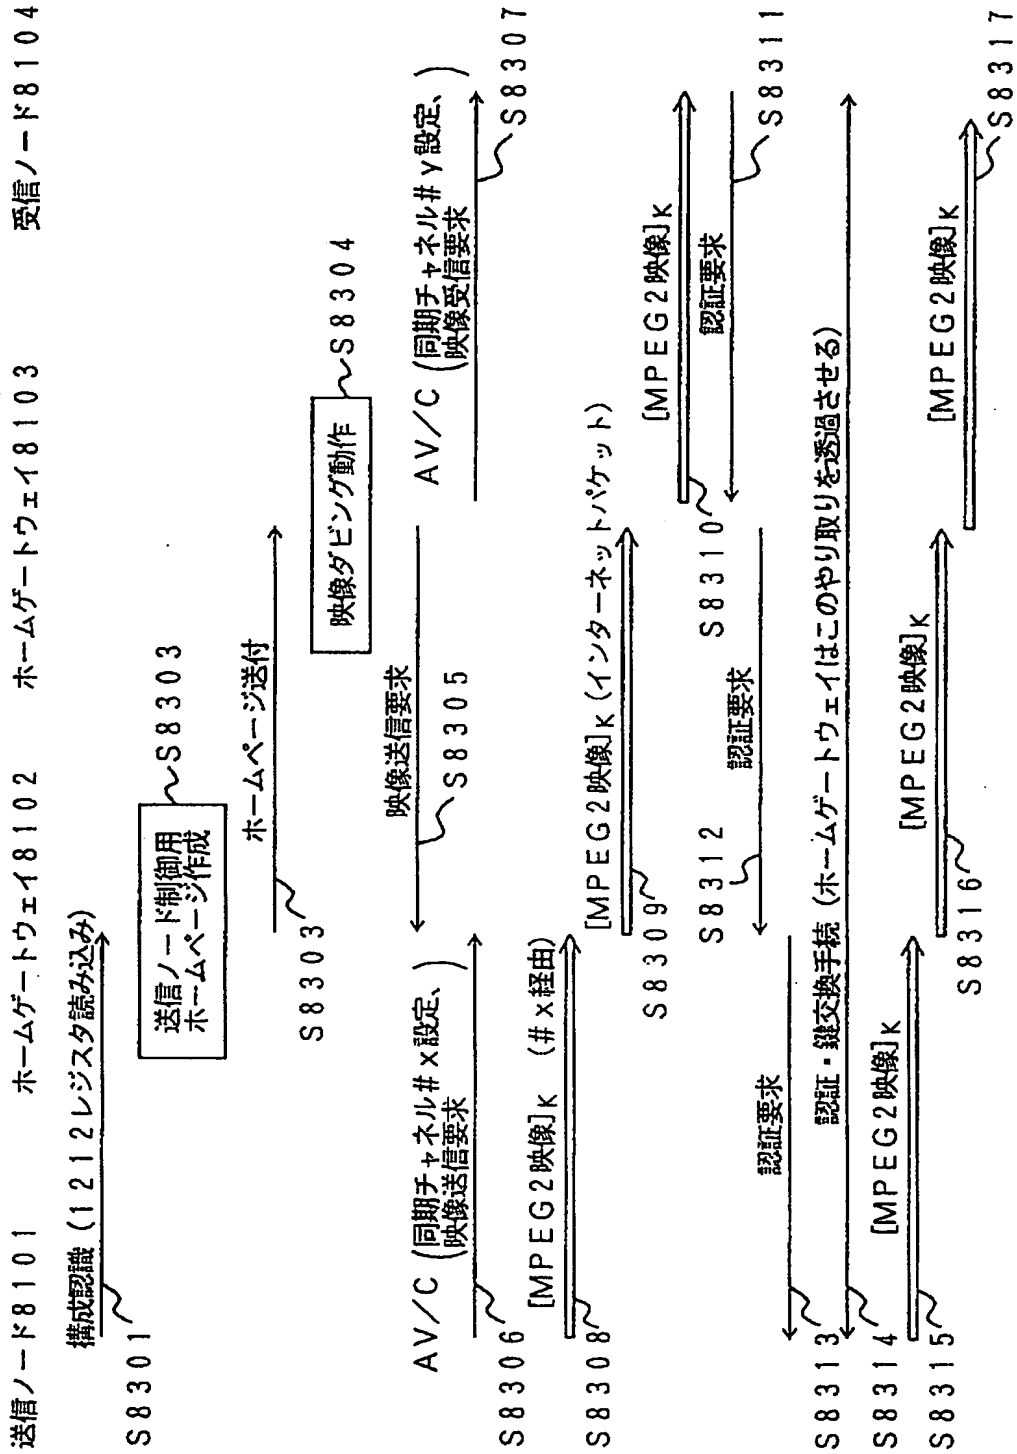 送信ノード8101
ホームゲートウェイ8102
ホームゲートウェイ8103
受信ノード8104
構成認識(1212レジスタ読み込み)
S8301
送信ノード制御用
ホームページ作成
S8303
ホームページ送付
S8303
映像ダビング動作
S8304
映像送信要求
S8305
AV/C(同期チャネル#x設定、
映像送信要求)
S8306
AV/C(同期チャネル#y設定、
映像受信要求)
S8307
[MPEG2映像]K (#x経由)
S8308
[MPEG2映像]K(インターネットパケット)
S8309
[MPEG2映像]K
S8310
認証要求
S8311
認証要求
S8312
認証要求
S8313
認証・鍵交換手続(ホームゲートウェイはこのやり取りを透過させる)
S8314
[MPEG2映像]K
S8315
[MPEG2映像]K
S8316
[MPEG2映像]K
S8317